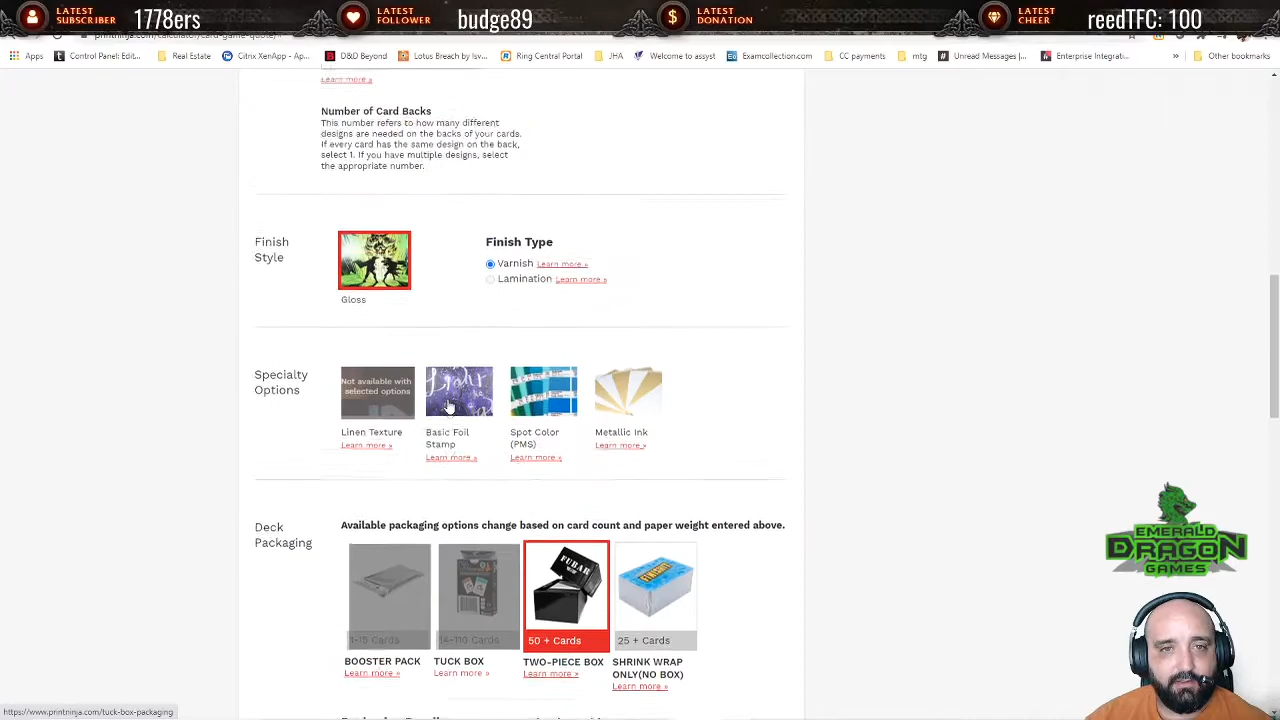 LATEST SUBSCRIBER 1778ers LATEST FOLLOWER budge89 LATEST DONATION LATEST CHEER reedTFC: 100
printninja.com/calculator/card-game-quote/#
Apps Control Panel: Edit... Real Estate Citrix XenApp - Ap... D&D Beyond Lotus Breach by Isv... Ring Central Portal JHA Welcome to assyst Examcollection.com CC payments mtg Unread Messages |... Enterprise Integrati... » Other bookmarks
Learn more »
Number of Card Backs
This number refers to how many different
designs are needed on the backs of your cards.
If every card has the same design on the back,
select 1. If you have multiple designs, select
the appropriate number.
Finish
Style
Gloss
Finish Type
Varnish Learn more »
Lamination Learn more »
Specialty
Options
Not available with
selected options
Linen Texture
Learn more »
Basic Foil
Stamp
Learn more »
Spot Color
(PMS)
Learn more »
Metallic Ink
Learn more »
Deck
Packaging
Available packaging options change based on card count and paper weight entered above.
FUBAR
1-15 Cards
BOOSTER PACK
Learn more »
14-110 Cards
TUCK BOX
Learn more »
50 + Cards
TWO-PIECE BOX
Learn more »
25 + Cards
SHRINK WRAP
ONLY(NO BOX)
Learn more »
EMERALD
DRAGON
GAMES
https://www.printninja.com/tuck-box-packaging